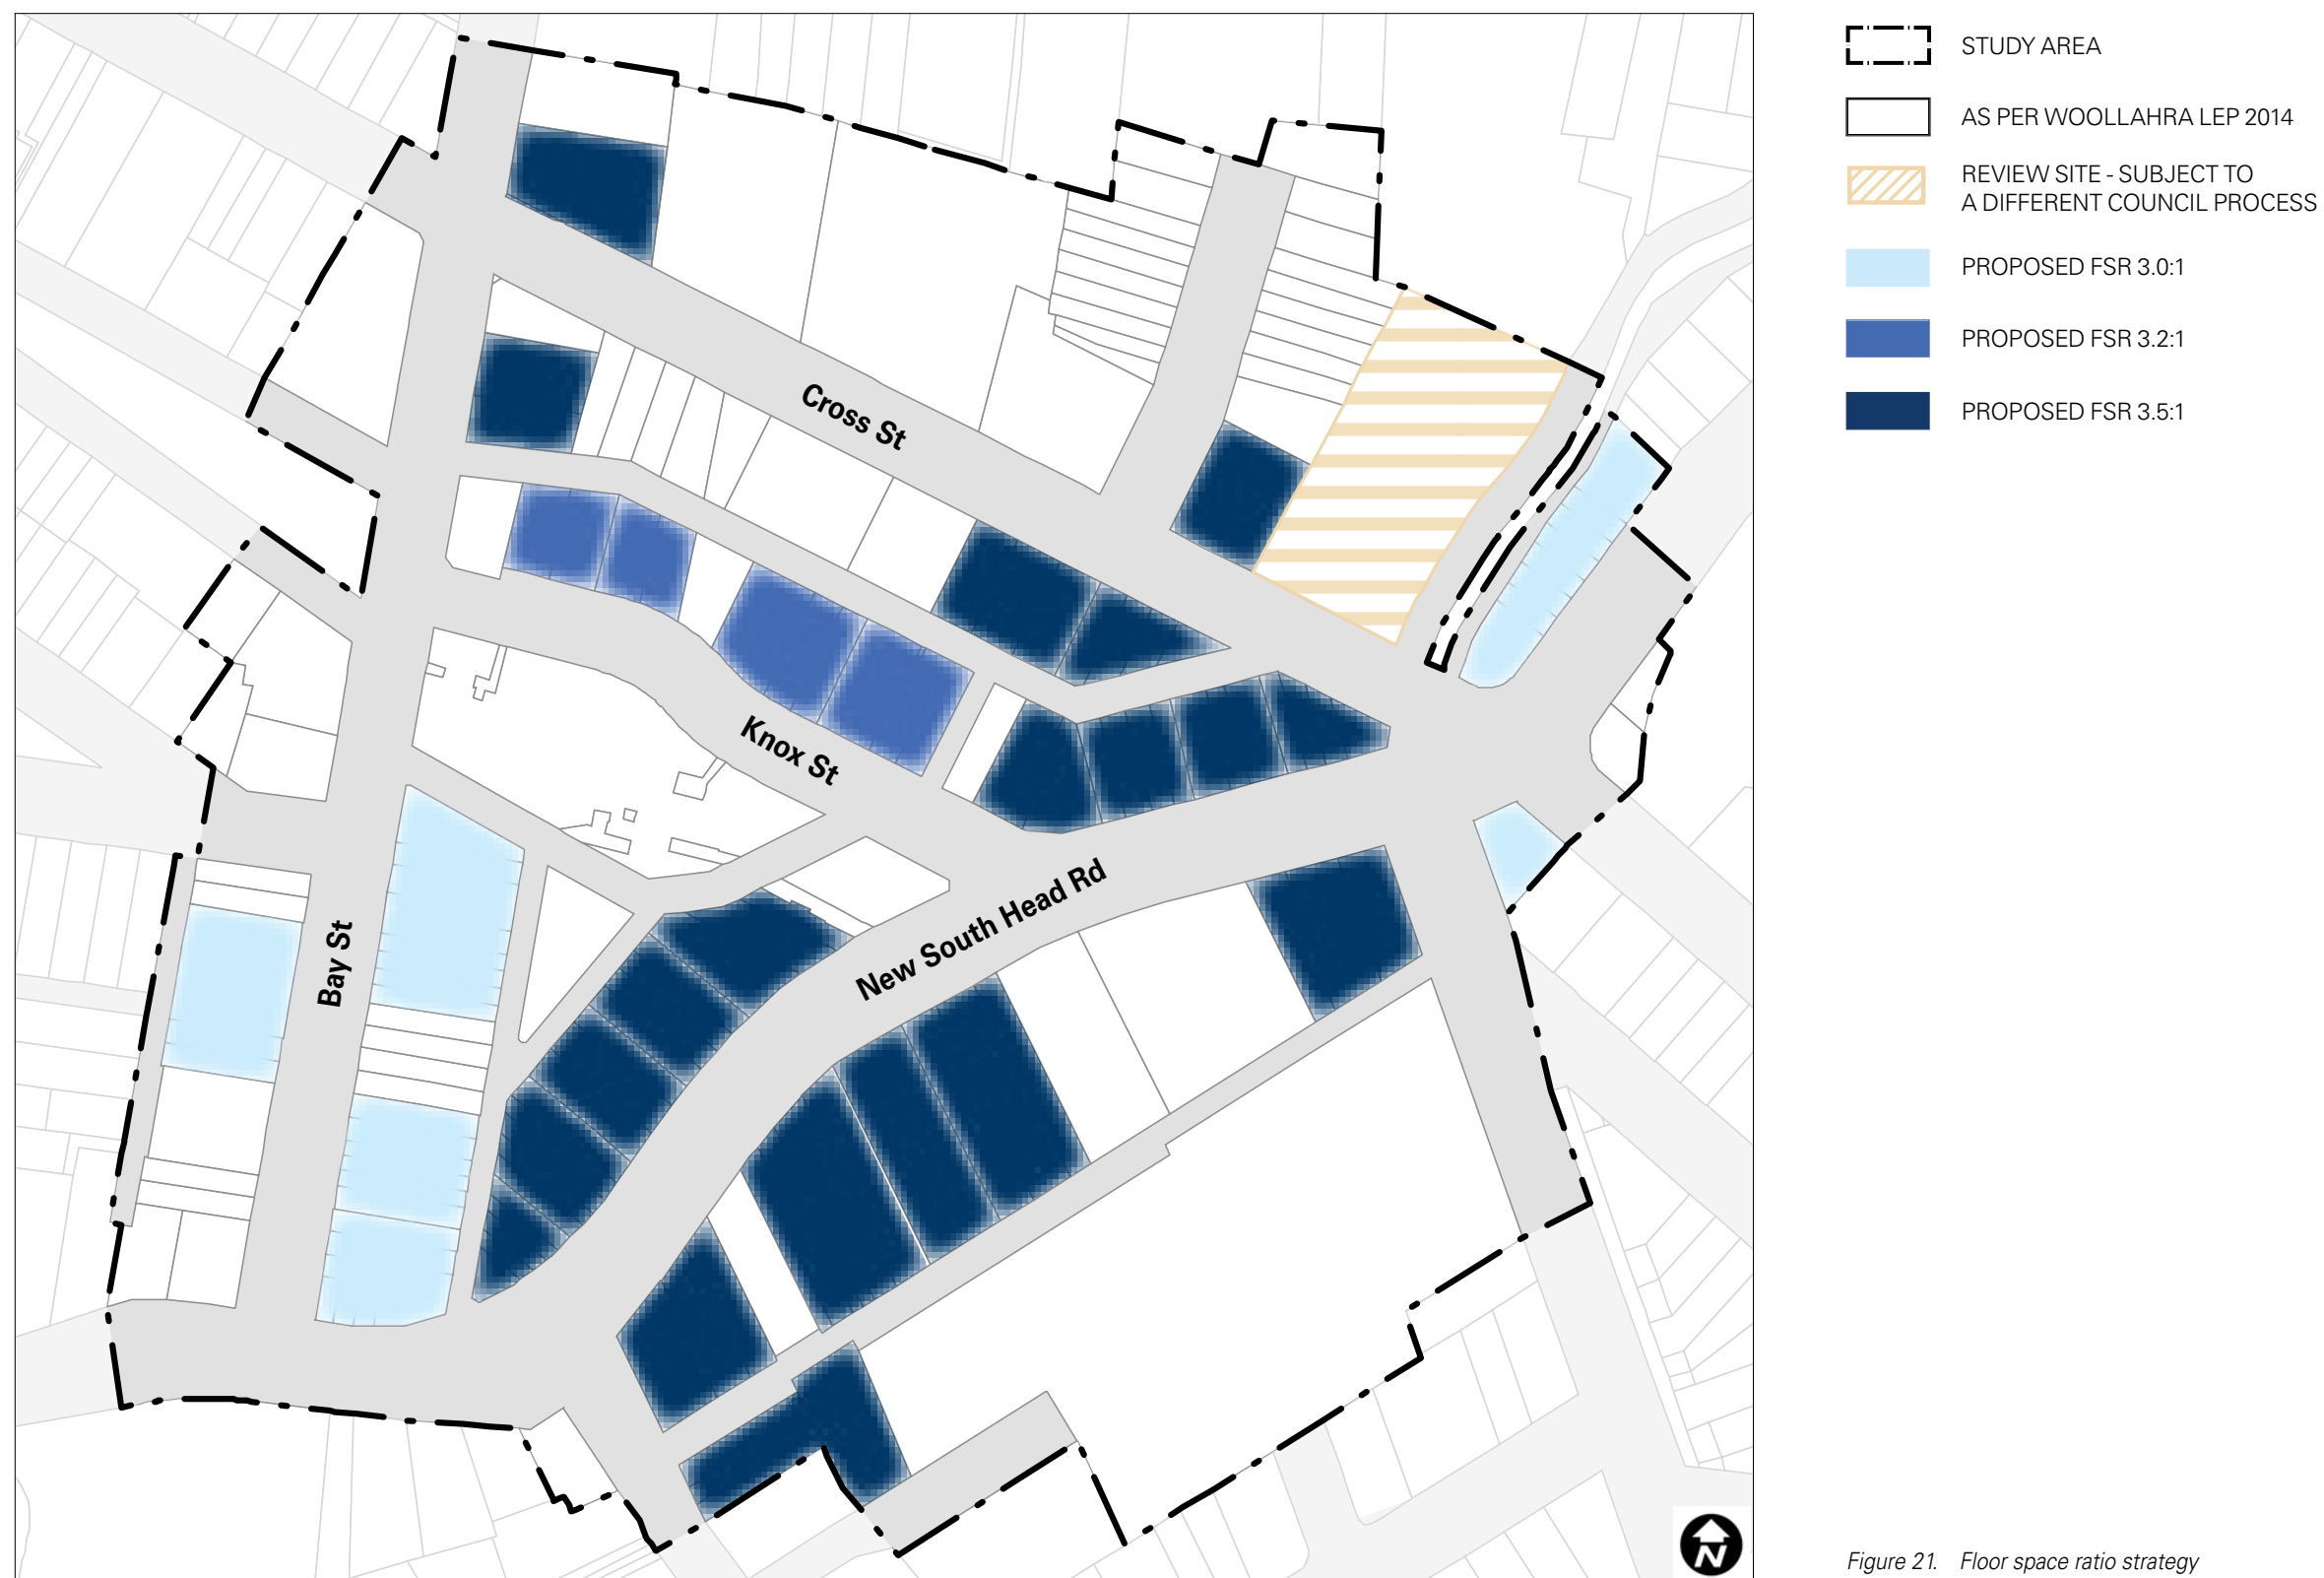 STUDY AREA
AS PER WOOLLAHRA LEP 2014
REVIEW SITE - SUBJECT TO
A DIFFERENT COUNCIL PROCESS
PROPOSED FSR 3.0:1
PROPOSED FSR 3.2:1
PROPOSED FSR 3.5:1
Cross St
Knox St
New South Head Rd
Bay St
N
Figure 21. Floor space ratio strategy